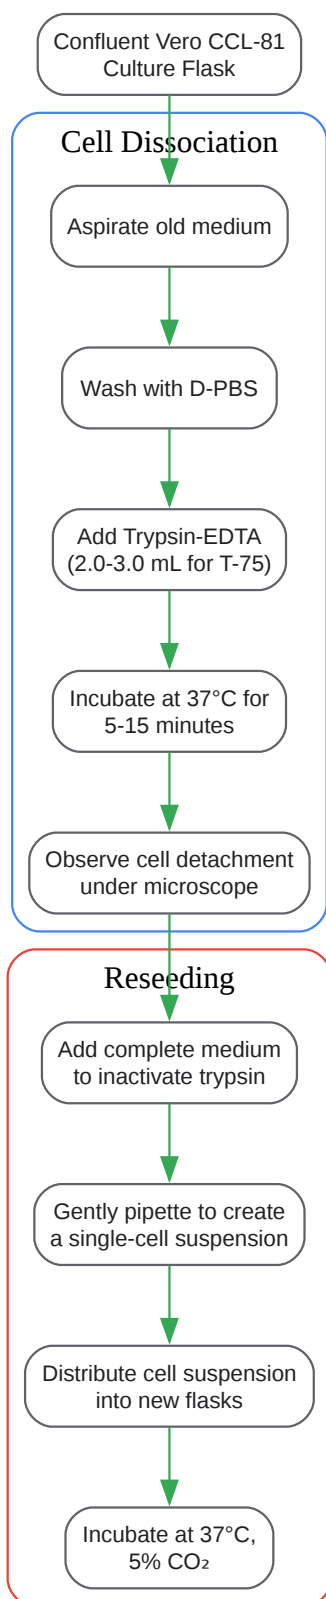 Confluent Vero CCL-81
Culture Flask
Cell Dissociation
Aspirate old medium
Wash with D-PBS
Add Trypsin-EDTA
(2.0-3.0 mL for T-75)
Incubate at 37°C for
5-15 minutes
Observe cell detachment
under microscope
Reseeding
Add complete medium
to inactivate trypsin
Gently pipette to create
a single-cell suspension
Distribute cell suspension
into new flasks
Incubate at 37°C,
5% CO₂